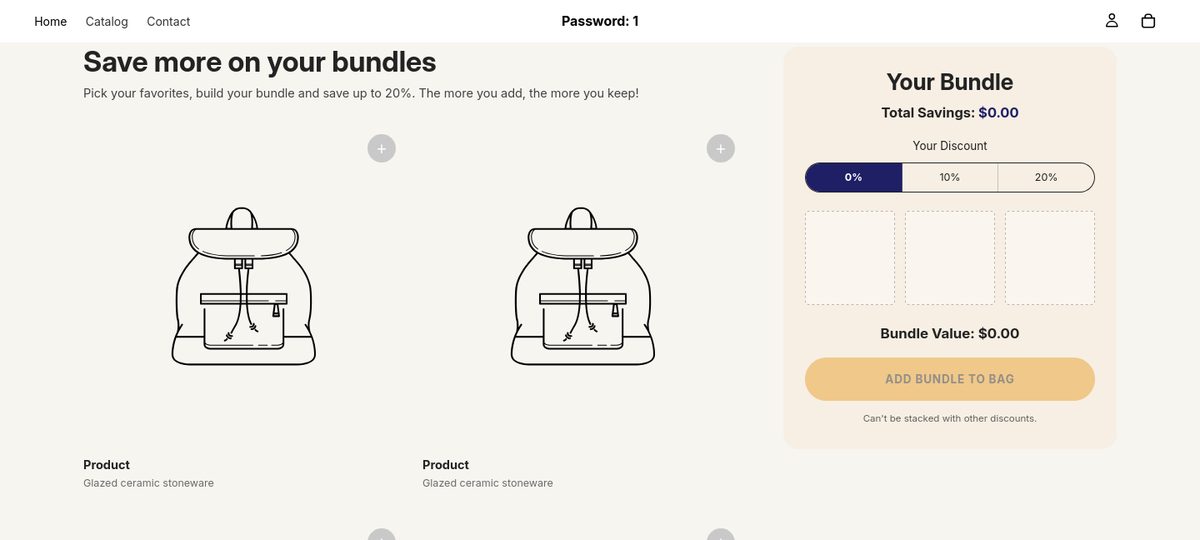 Home Catalog Contact Password: 1
Save more on your bundles
Pick your favorites, build your bundle and save up to 20%. The more you add, the more you keep!
+
+
Product
Glazed ceramic stoneware
Product
Glazed ceramic stoneware
+
+
Your Bundle
Total Savings: $0.00
Your Discount
0% 10% 20%
Bundle Value: $0.00
ADD BUNDLE TO BAG
Can't be stacked with other discounts.